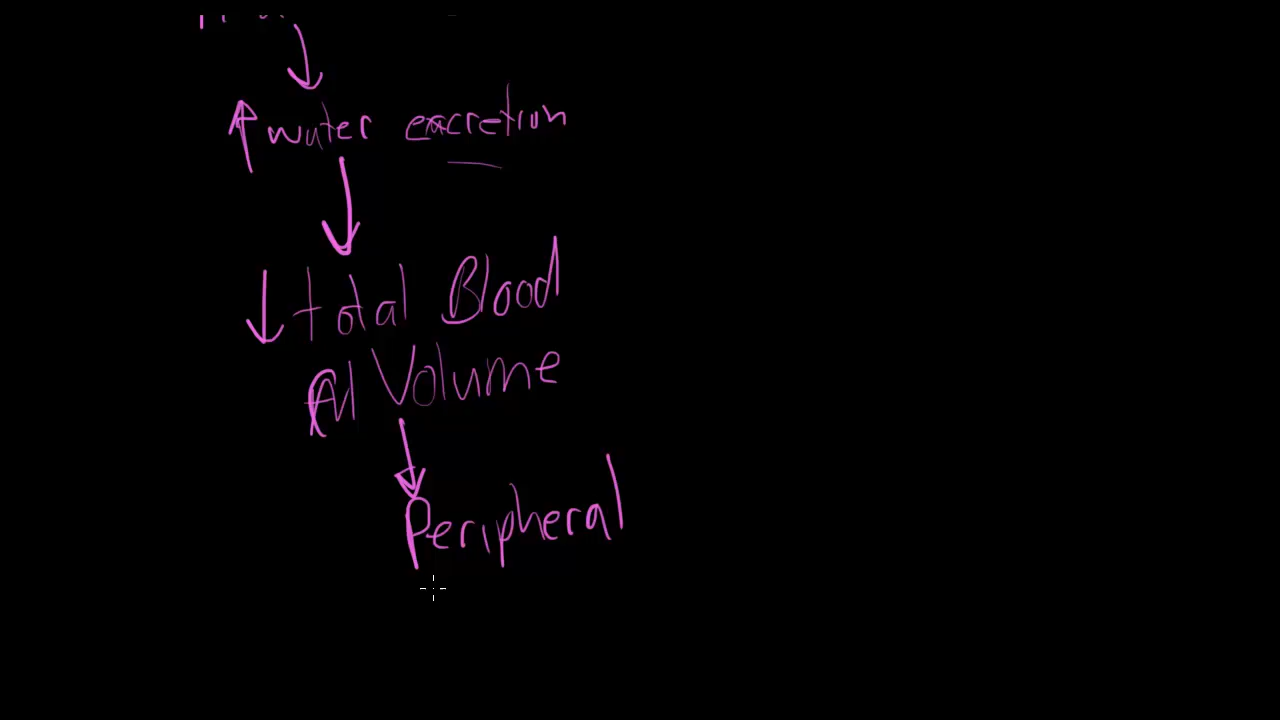 ↑ water excretion
↓ total Blood
Volume
Peripheral